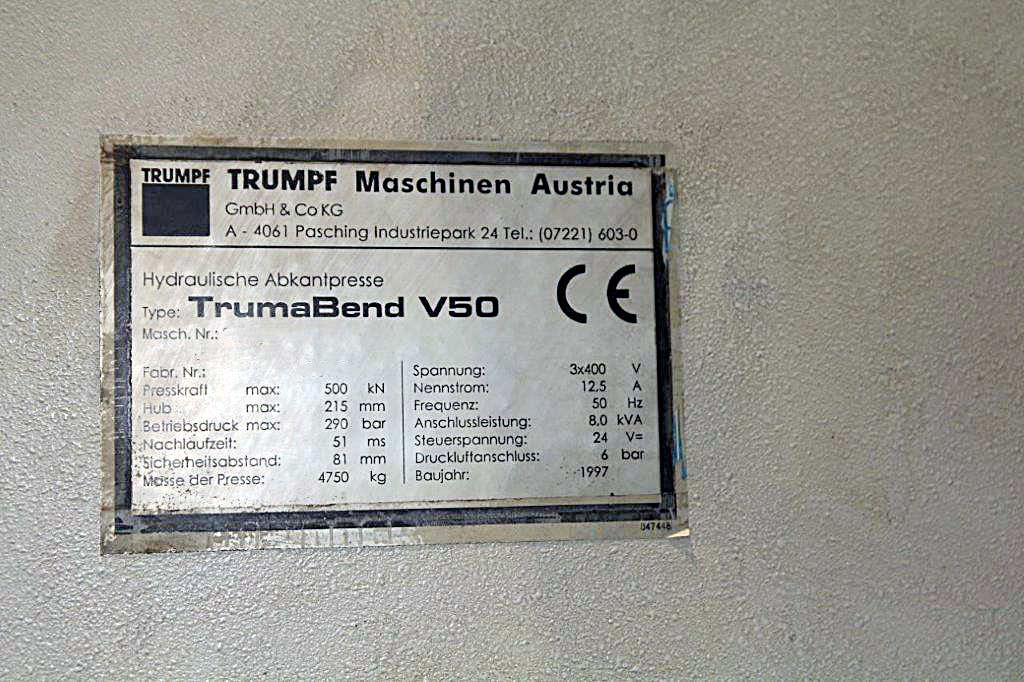 TRUMPF
TRUMPF Maschinen Austria
GmbH & Co KG
A - 4061 Pasching Industriepark 24 Tel.: (07221) 603-0
Hydraulische Abkantpresse
Type: TrumaBend V50
CE
Masch. Nr.:
Fabr. Nr.:
Presskraft max: 500 kN
Hub max: 215 mm
Betriebsdruck max: 290 bar
Nachlaufzeit: 51 ms
Sicherheitsabstand: 81 mm
Masse der Presse: 4750 kg
Spannung: 3x400 V
Nennstrom: 12,5 A
Frequenz: 50 Hz
Anschlussleistung: 8,0 kVA
Steuerspannung: 24 V=
Druckluftanschluss: 6 bar
Baujahr: 1997
047448